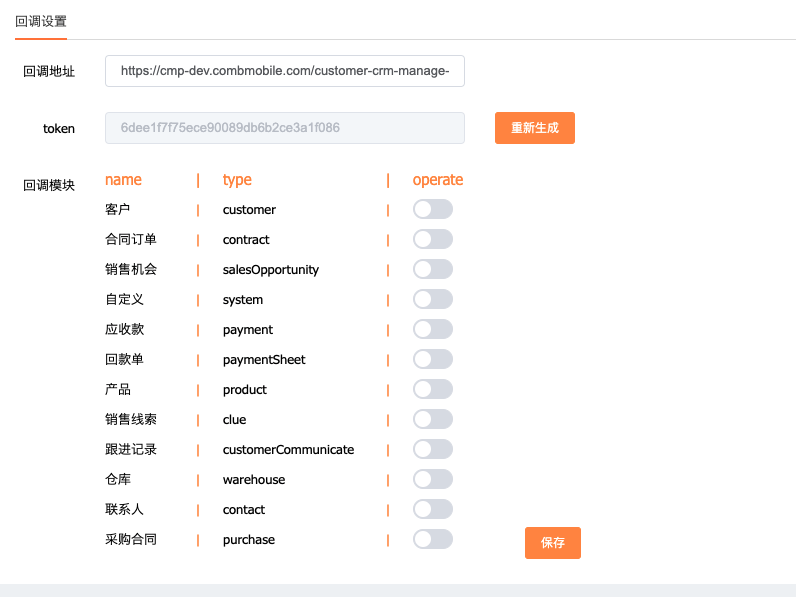 回调设置
回调地址 https://cmp-dev.combmobile.com/customer-crm-manage-
token 6dee1f7f75ece90089db6b2ce3a1f086 重新生成
回调模块 name | type | operate
客户 | customer |
合同订单 | contract |
销售机会 | salesOpportunity |
自定义 | system |
应收款 | payment |
回款单 | paymentSheet |
产品 | product |
销售线索 | clue |
跟进记录 | customerCommunicate |
仓库 | warehouse |
联系人 | contact |
采购合同 | purchase | 保存